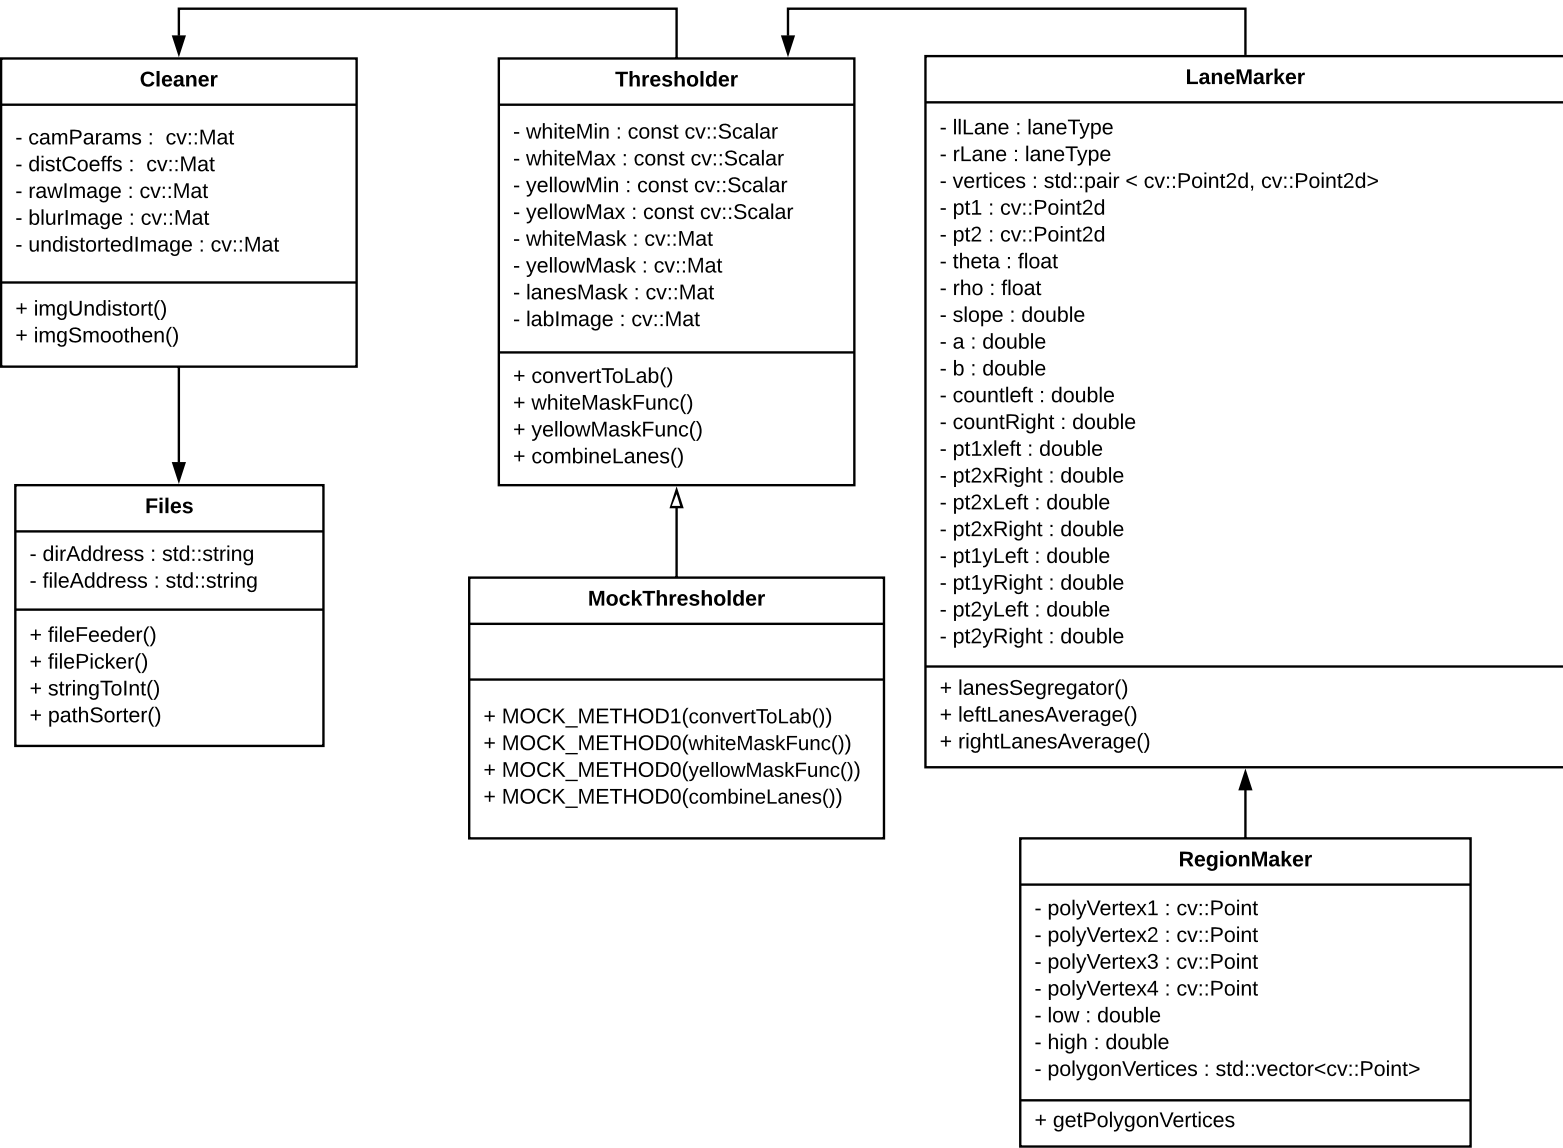 Cleaner
- camParams :  cv::Mat
- distCoeffs :  cv::Mat
- rawImage : cv::Mat
- blurImage : cv::Mat
- undistortedImage : cv::Mat
+ imgUndistort()
+ imgSmoothen()
Files
- dirAddress : std::string
- fileAddress : std::string
+ fileFeeder()
+ filePicker()
+ stringToInt()
+ pathSorter()
Thresholder
- whiteMin : const cv::Scalar
- whiteMax : const cv::Scalar
- yellowMin : const cv::Scalar
- yellowMax : const cv::Scalar
- whiteMask : cv::Mat
- yellowMask : cv::Mat
- lanesMask : cv::Mat
- labImage : cv::Mat
+ convertToLab()
+ whiteMaskFunc()
+ yellowMaskFunc()
+ combineLanes()
MockThresholder
+ MOCK_METHOD1(convertToLab())
+ MOCK_METHOD0(whiteMaskFunc())
+ MOCK_METHOD0(yellowMaskFunc())
+ MOCK_METHOD0(combineLanes())
LaneMarker
- llLane : laneType
- rLane : laneType
- vertices : std::pair < cv::Point2d, cv::Point2d>
- pt1 : cv::Point2d
- pt2 : cv::Point2d
- theta : float
- rho : float
- slope : double
- a : double
- b : double
- countleft : double
- countRight : double
- pt1xleft : double
- pt2xRight : double
- pt2xLeft : double
- pt2xRight : double
- pt1yLeft : double
- pt1yRight : double
- pt2yLeft : double
- pt2yRight : double
+ lanesSegregator()
+ leftLanesAverage()
+ rightLanesAverage()
RegionMaker
- polyVertex1 : cv::Point
- polyVertex2 : cv::Point
- polyVertex3 : cv::Point
- polyVertex4 : cv::Point
- low : double
- high : double
- polygonVertices : std::vector<cv::Point>
+ getPolygonVertices